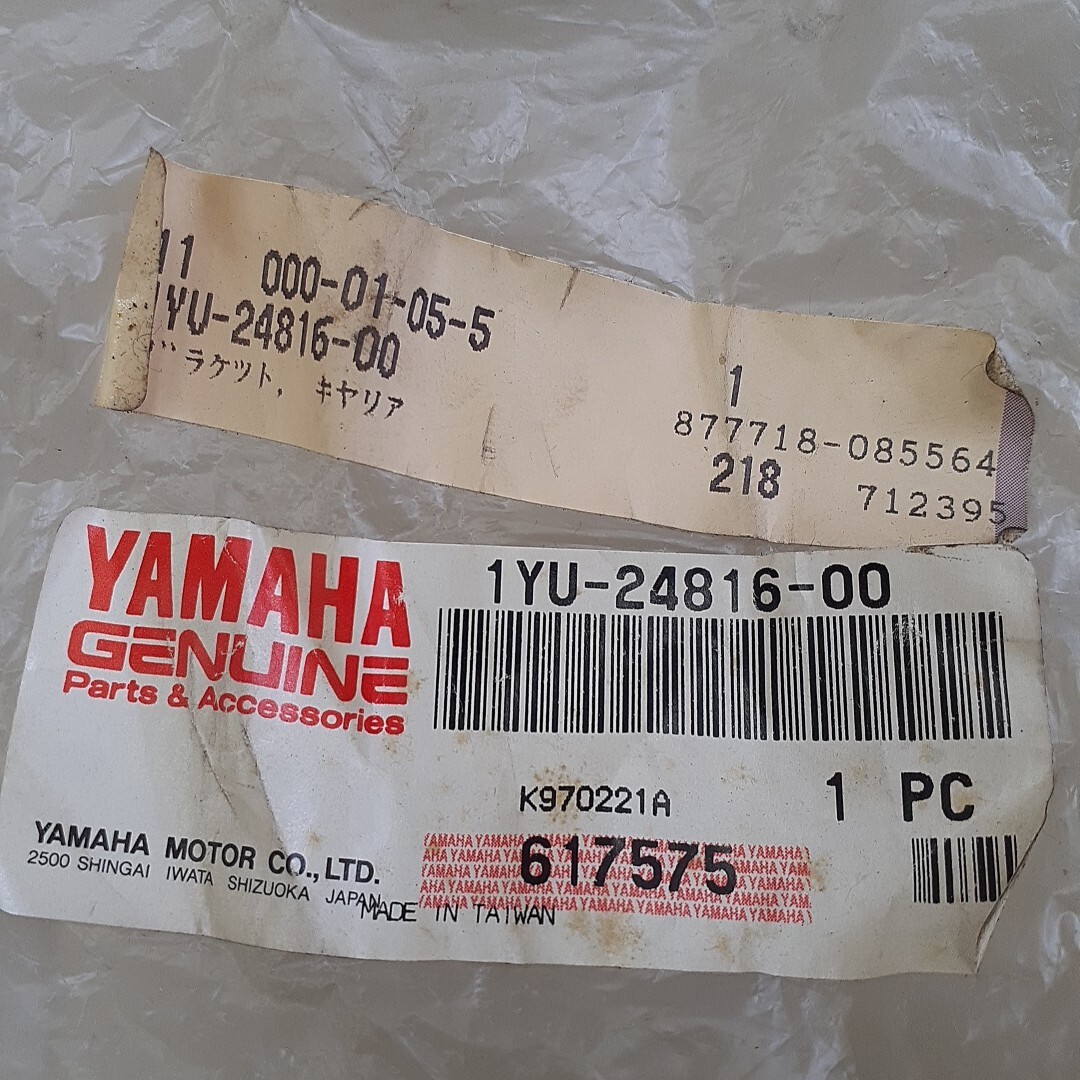 11 000-01-05-5
1YU-24816-00
ブラケツト, キヤリア
1
877718-085564
218 712395
YAMAHA
GENUINE
Parts & Accessories
1YU-24816-00
K970221A
1 PC
617575
YAMAHA MOTOR CO., LTD.
2500 SHINGAI IWATA SHIZUOKA JAPAN
MADE IN TAIWAN